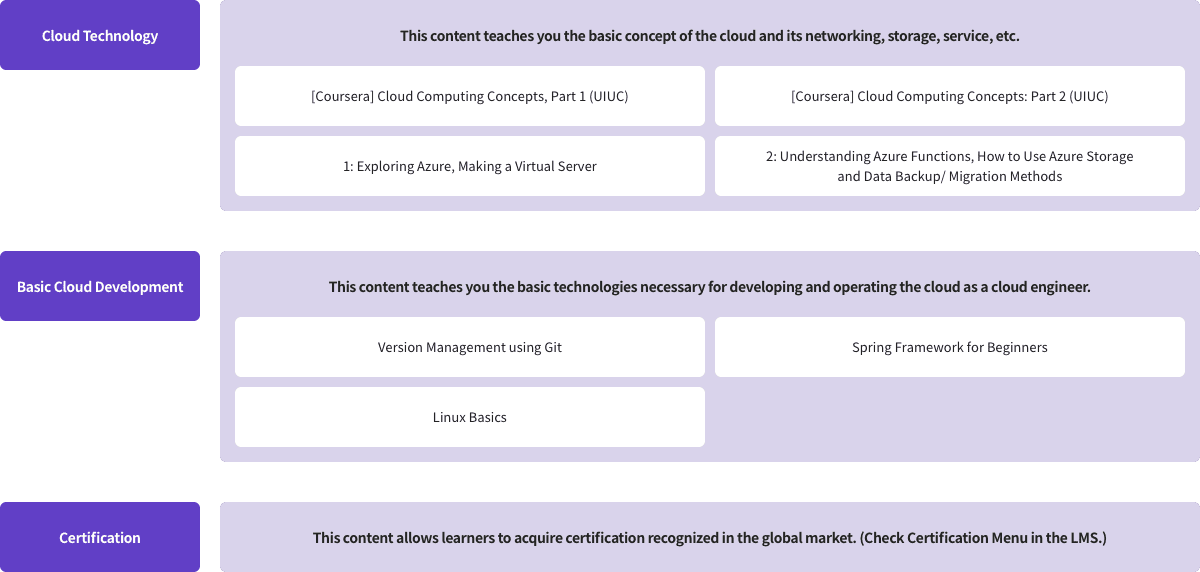 Cloud Technology
This content teaches you the basic concept of the cloud and its networking, storage, service, etc.
[Coursera] Cloud Computing Concepts, Part 1 (UIUC)
[Coursera] Cloud Computing Concepts: Part 2 (UIUC)
1: Exploring Azure, Making a Virtual Server
2: Understanding Azure Functions, How to Use Azure Storage
and Data Backup/ Migration Methods
Basic Cloud Development
This content teaches you the basic technologies necessary for developing and operating the cloud as a cloud engineer.
Version Management using Git
Spring Framework for Beginners
Linux Basics
Certification
This content allows learners to acquire certification recognized in the global market. (Check Certification Menu in the LMS.)